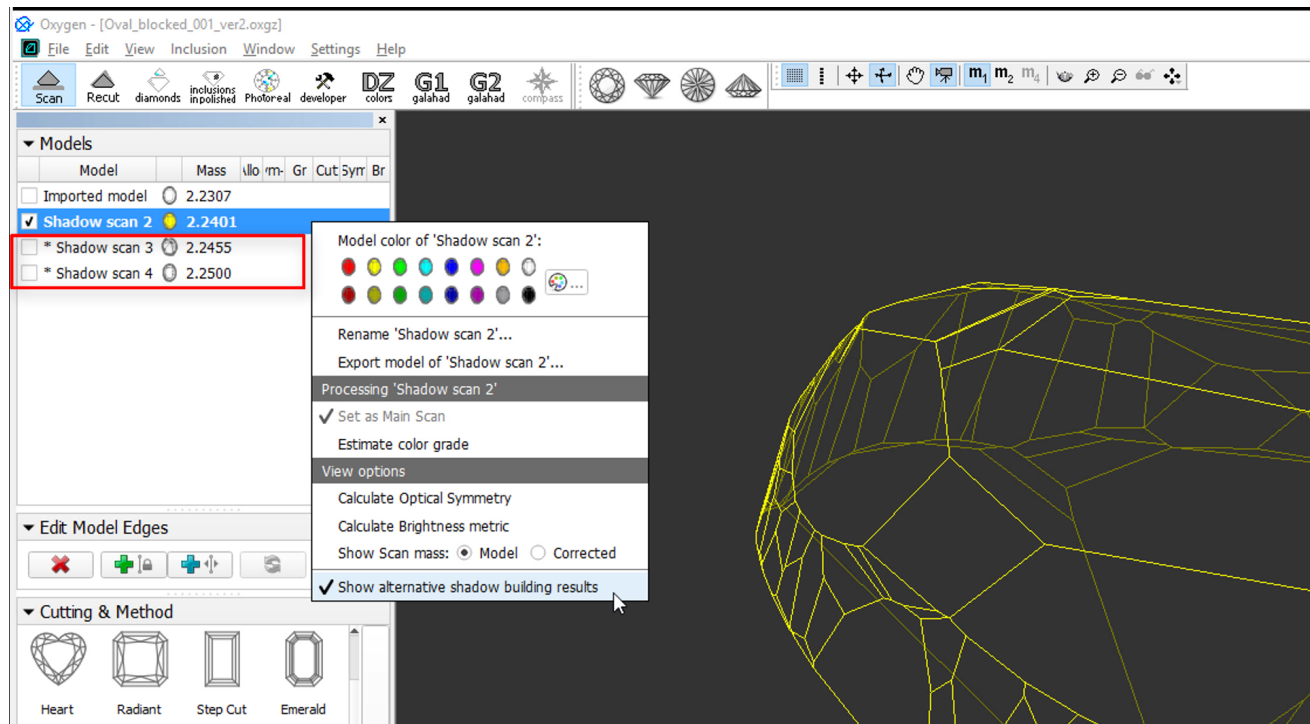 Oxygen - [Oval_blocked_001_ver2.oxgz]
File Edit View Inclusion Window Settings Help
Scan Recut diamonds inclusions in polished Photoreal developer DZ colors G1 galahad G2 galahad compass m1 m2 m4
Models
Model Mass Gr Cut Sym Br
Imported model 2.2307
Shadow scan 2 2.2401
* Shadow scan 3 2.2455
* Shadow scan 4 2.2500
Model color of 'Shadow scan 2':
...
Rename 'Shadow scan 2'...
Export model of 'Shadow scan 2'...
Processing 'Shadow scan 2'
Set as Main Scan
Estimate color grade
View options
Calculate Optical Symmetry
Calculate Brightness metric
Show Scan mass: Model Corrected
Show alternative shadow building results
Edit Model Edges
Cutting & Method
Heart Radiant Step Cut Emerald